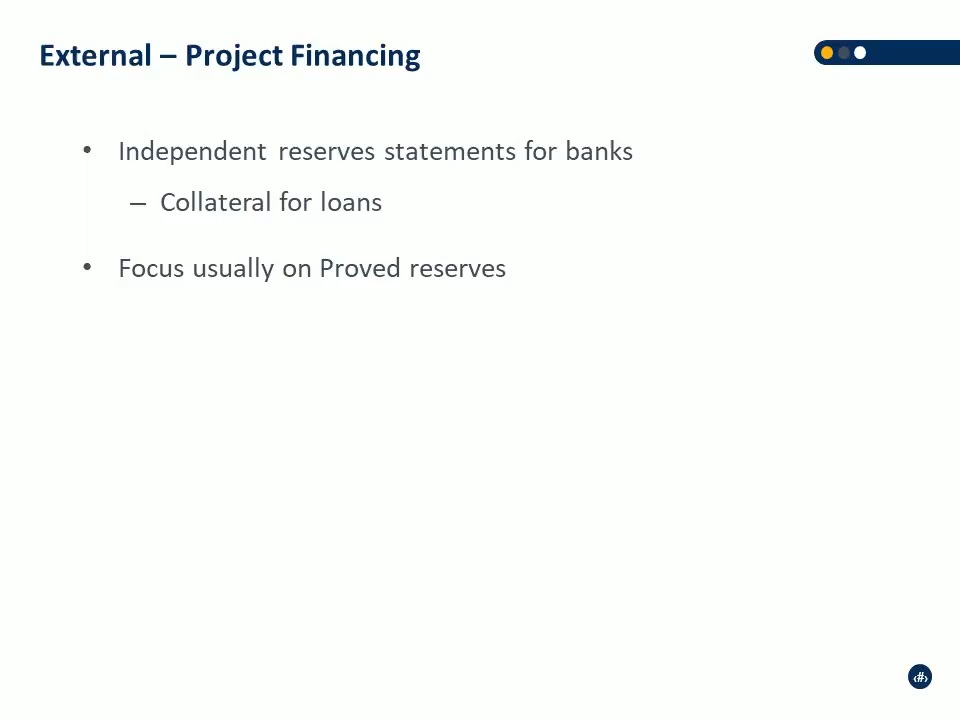 External – Project Financing
• Independent reserves statements for banks
– Collateral for loans
• Focus usually on Proved reserves
‹#›